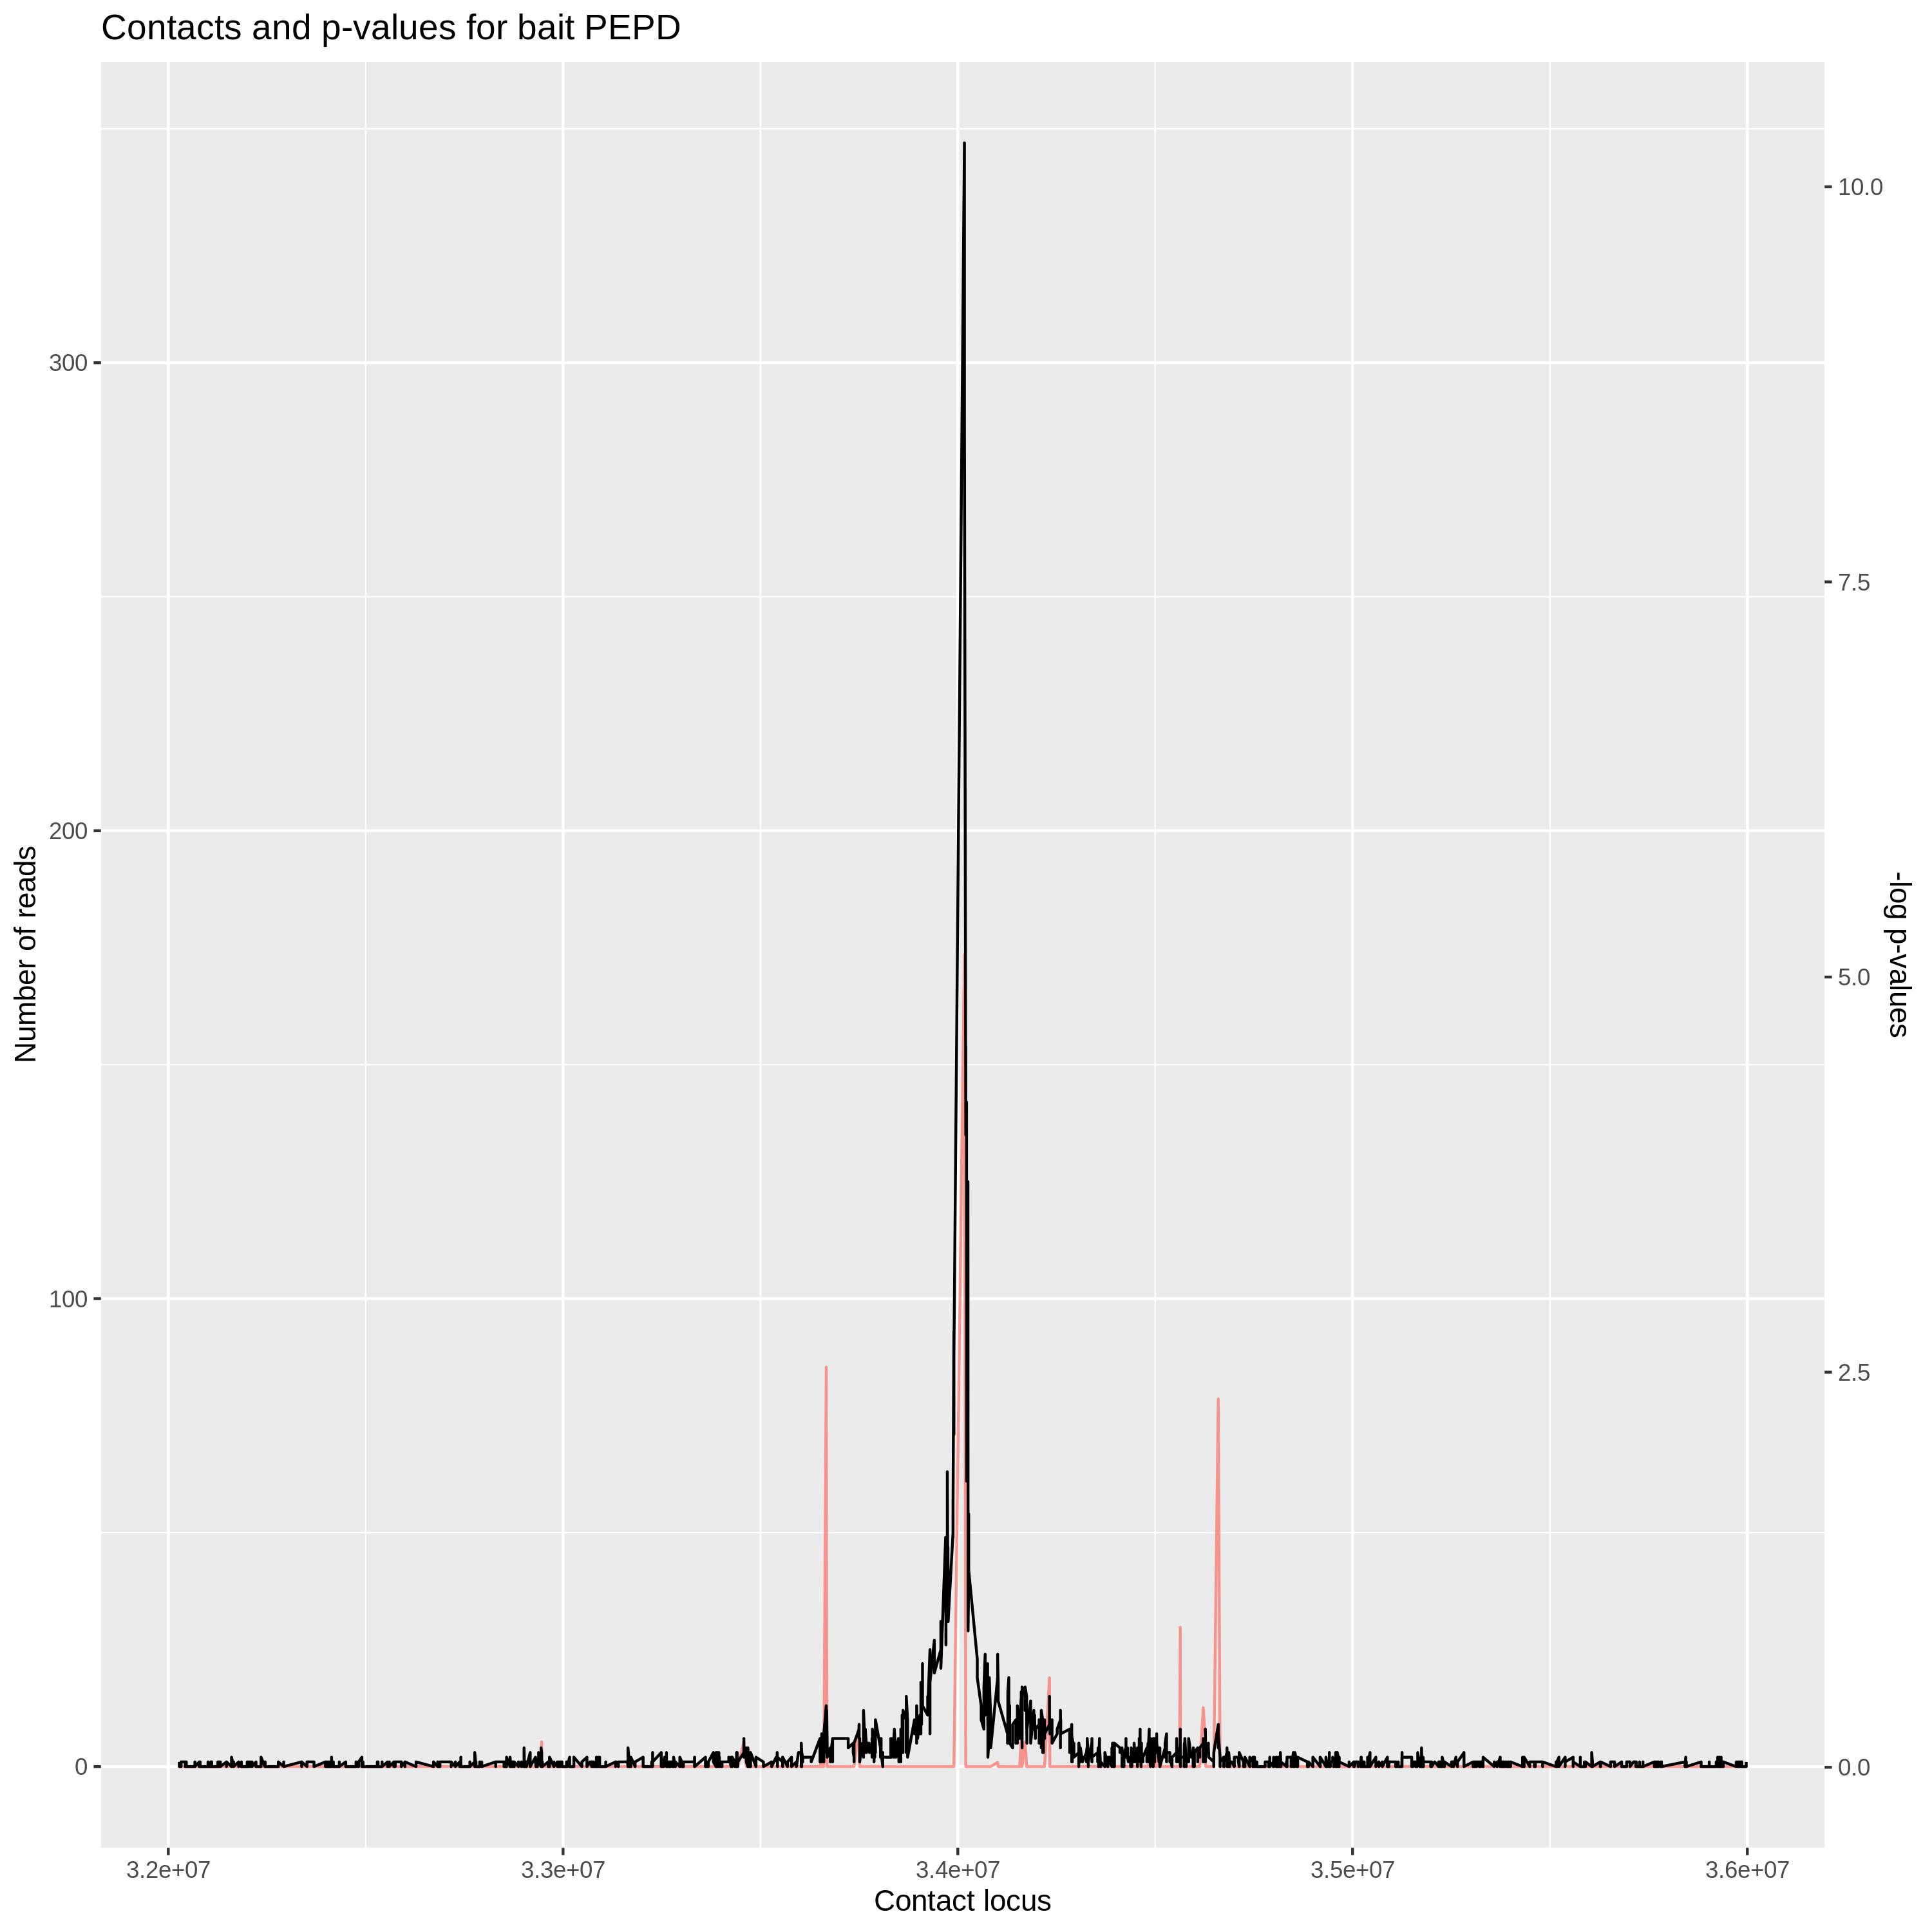 Contacts and p-values for bait PEPD
Number of reads
300
200
100
0
10.0
7.5
5.0
2.5
0.0
-log p-values
3.2e+07
3.3e+07
3.4e+07
3.5e+07
3.6e+07
Contact locus